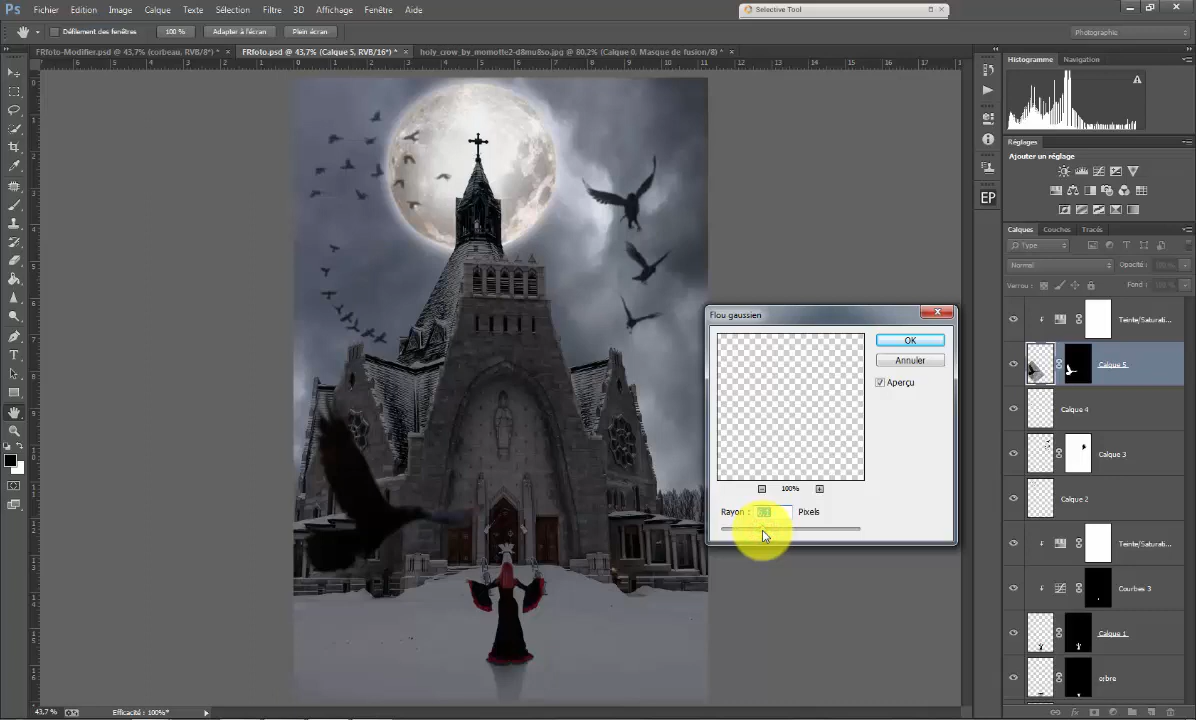 Ps Fichier Edition Image Calque Texte Sélection Filtre 3D Affichage Fenêtre Aide
Selective Tool
Défilement des fenêtres 100 % Adapter à l'écran Plein écran
Photographie
FRfoto-Modifier.psd @ 43,7% (corbeau, RVB/8*) * ×
FRfoto.psd @ 43,7% (Calque 5, RVB/16*) * ×
holy_crow_by_momotte2-d8mu8so.jpg @ 80,2% (Calque 0, Masque de fusion/8) * ×
Histogramme Navigation
Réglages
Ajouter un réglage
EP
Calques Couches Tracés
Type
Normal Opacité : 100 %
Verrou : Fond : 100 %
Teinte/Saturati...
Calque 5
Calque 4
Calque 3
Calque 2
Teinte/Saturati...
Courbes 3
Calque 1
Flou gaussien
OK
Annuler
Aperçu
100%
Rayon : Pixels
43,7 % Efficacité : 100%*